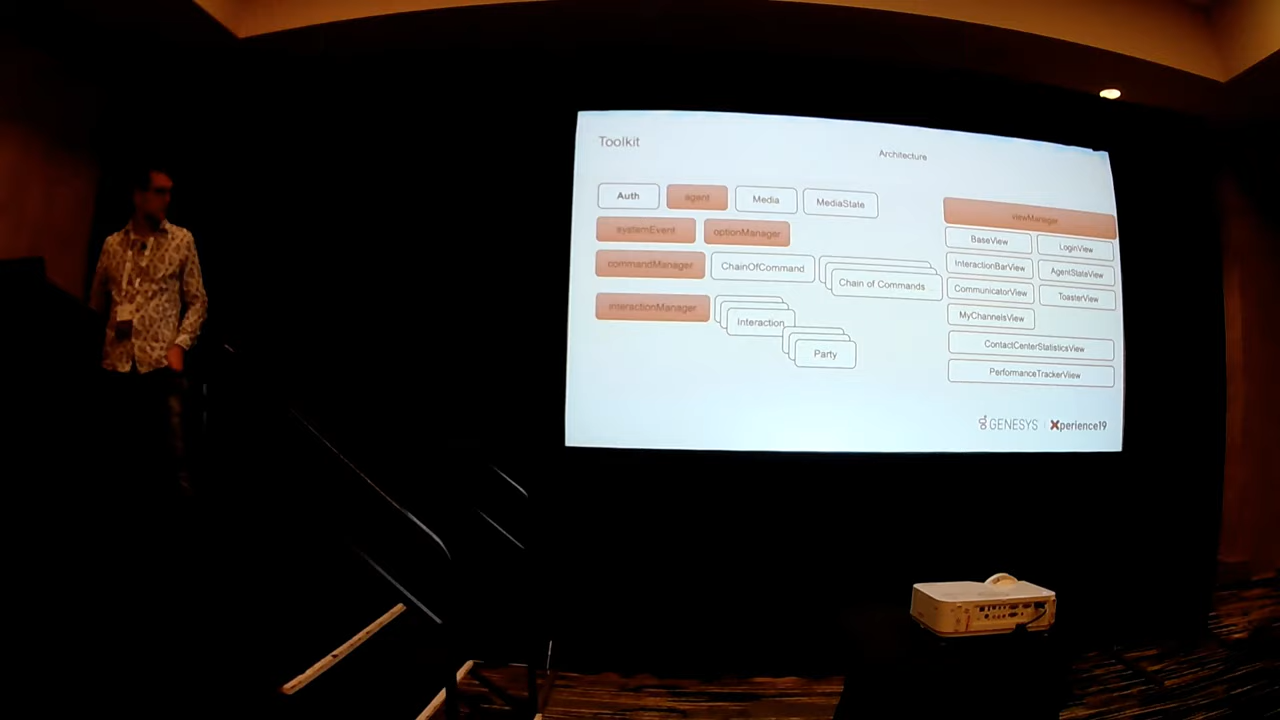 Toolkit
Architecture
Auth
agent
Media
MediaState
systemEvent
optionManager
commandManager
ChainOfCommand
Chain of Commands
interactionManager
Interaction
Party
viewManager
BaseView
LoginView
InteractionBarView
AgentStateView
CommunicatorView
ToasterView
MyChannelsView
ContactCenterStatisticsView
PerformanceTrackerView
GENESYS | Xperience19